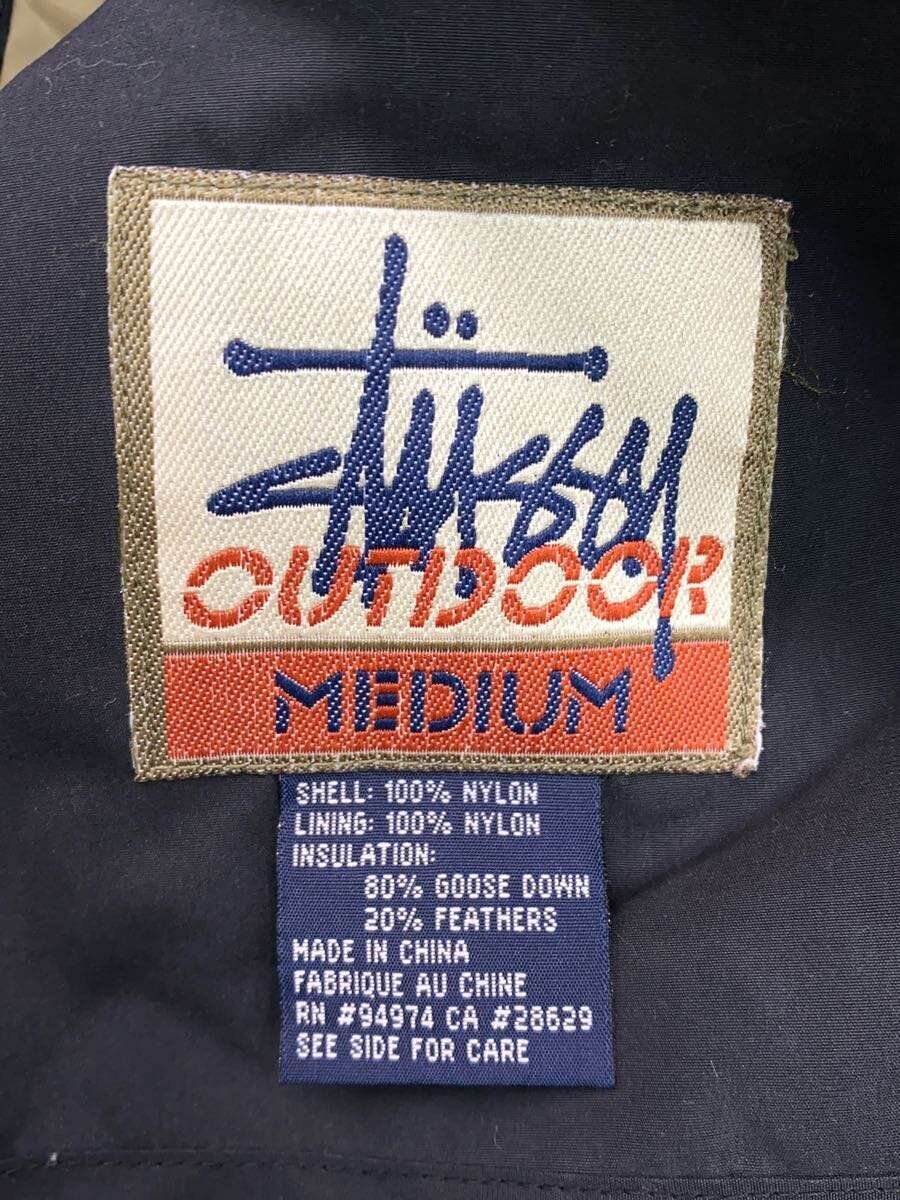 Stüssy
OUTDOOR
MEDIUM
SHELL: 100% NYLON
LINING: 100% NYLON
INSULATION:
80% GOOSE DOWN
20% FEATHERS
MADE IN CHINA
FABRIQUE AU CHINE
RN #94974 CA #28629
SEE SIDE FOR CARE